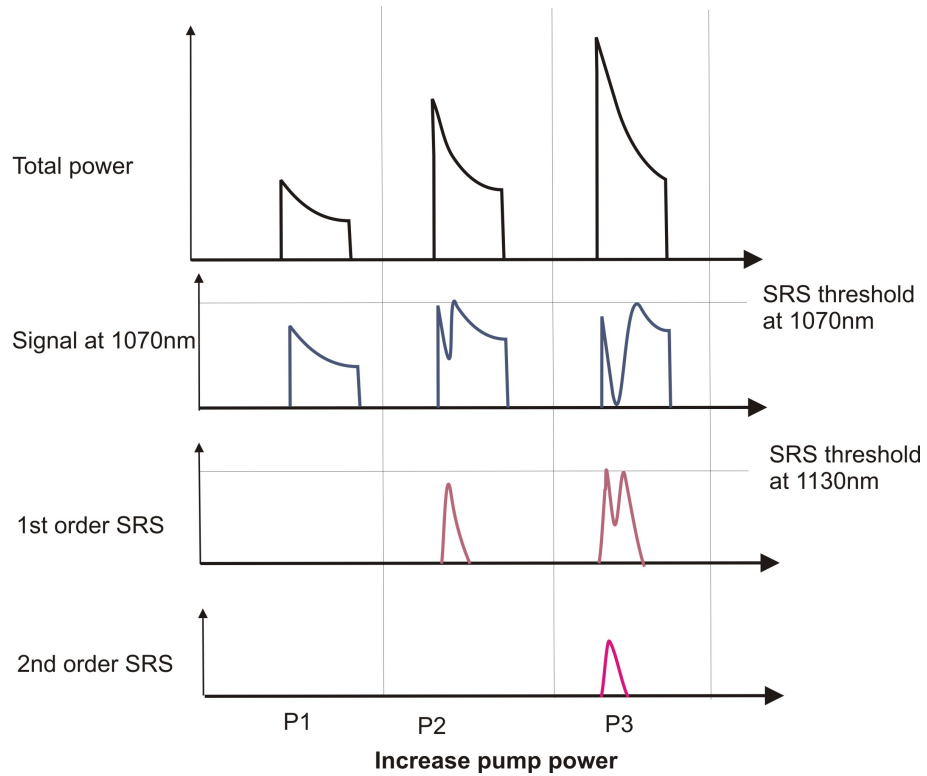 Total power
SRS threshold
at 1070nm
Signal at 1070nm
SRS threshold
at 1130nm
1st order SRS
2nd order SRS
P1
P2
P3
Increase pump power